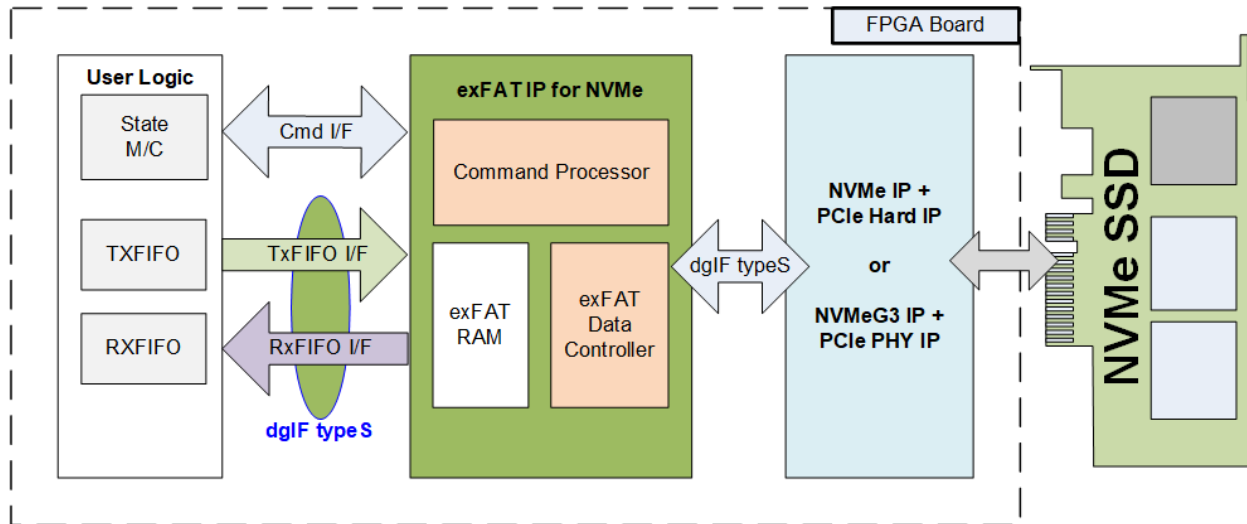 FPGA Board
User Logic
State
M/C
TXFIFO
RXFIFO
Cmd I/F
TxFIFO I/F
RxFIFO I/F
dgIF typeS
exFAT IP for NVMe
Command Processor
exFAT
RAM
exFAT
Data
Controller
dgIF typeS
NVMe IP +
PCIe Hard IP
or
NVMeG3 IP +
PCIe PHY IP
NVMe SSD